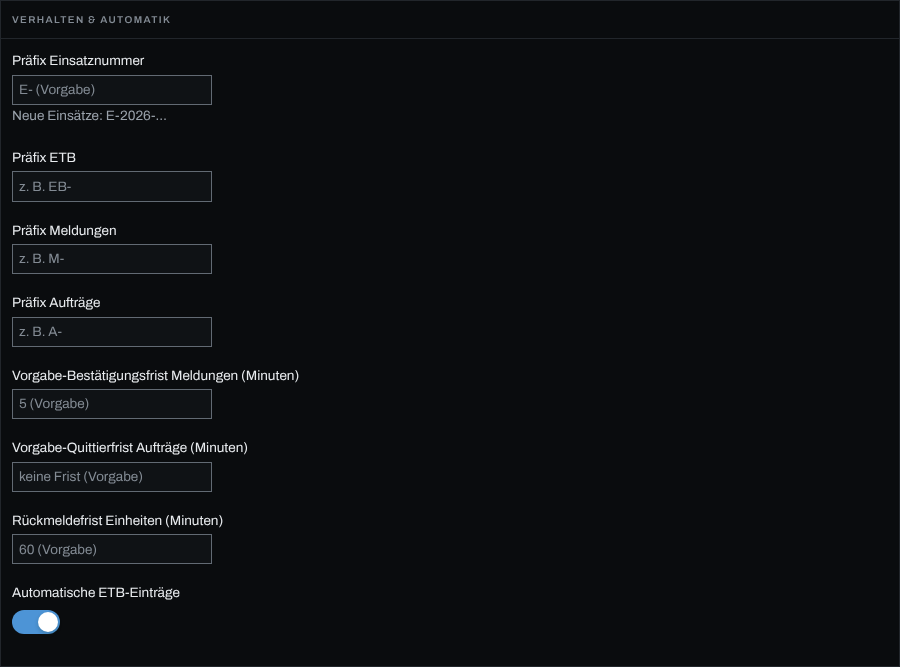 VERHALTEN & AUTOMATIK
Präfix Einsatznummer
E- (Vorgabe)
Neue Einsätze: E-2026-...
Präfix ETB
z. B. EB-
Präfix Meldungen
z. B. M-
Präfix Aufträge
z. B. A-
Vorgabe-Bestätigungsfrist Meldungen (Minuten)
5 (Vorgabe)
Vorgabe-Quittierfrist Aufträge (Minuten)
keine Frist (Vorgabe)
Rückmeldefrist Einheiten (Minuten)
60 (Vorgabe)
Automatische ETB-Einträge